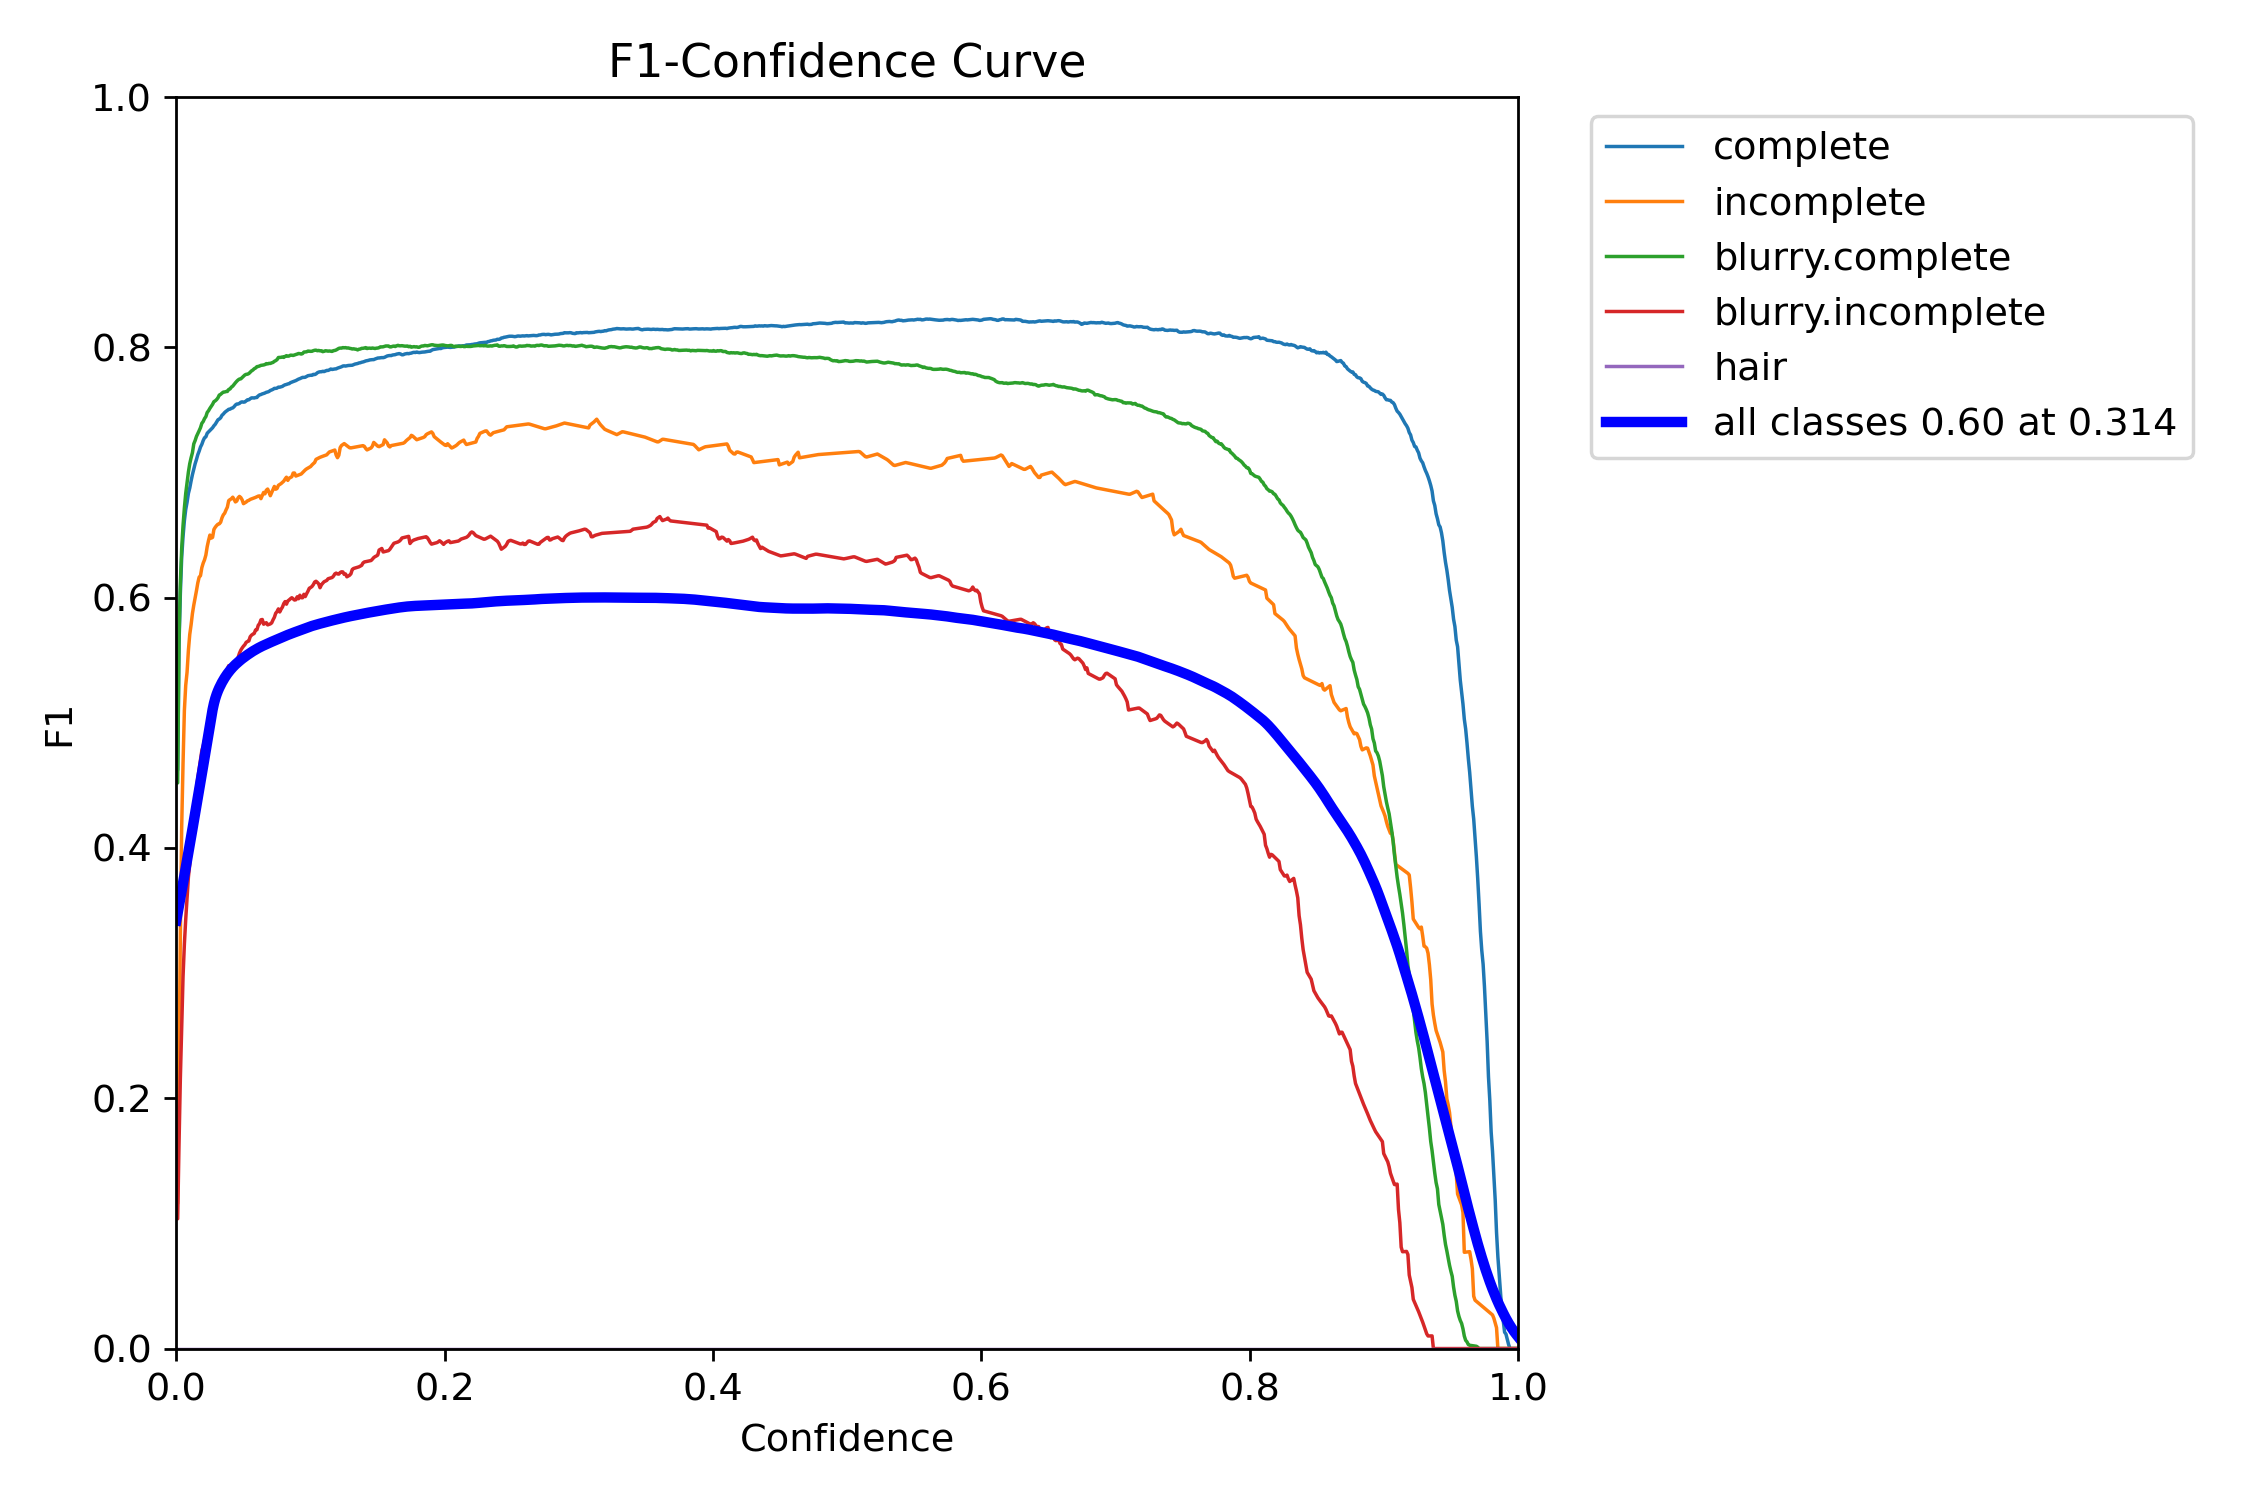 F1-Confidence Curve
1.0
0.8
0.6
0.4
0.2
0.0
F1
0.0 0.2 0.4 0.6 0.8 1.0
Confidence
complete
incomplete
blurry.complete
blurry.incomplete
hair
all classes 0.60 at 0.314